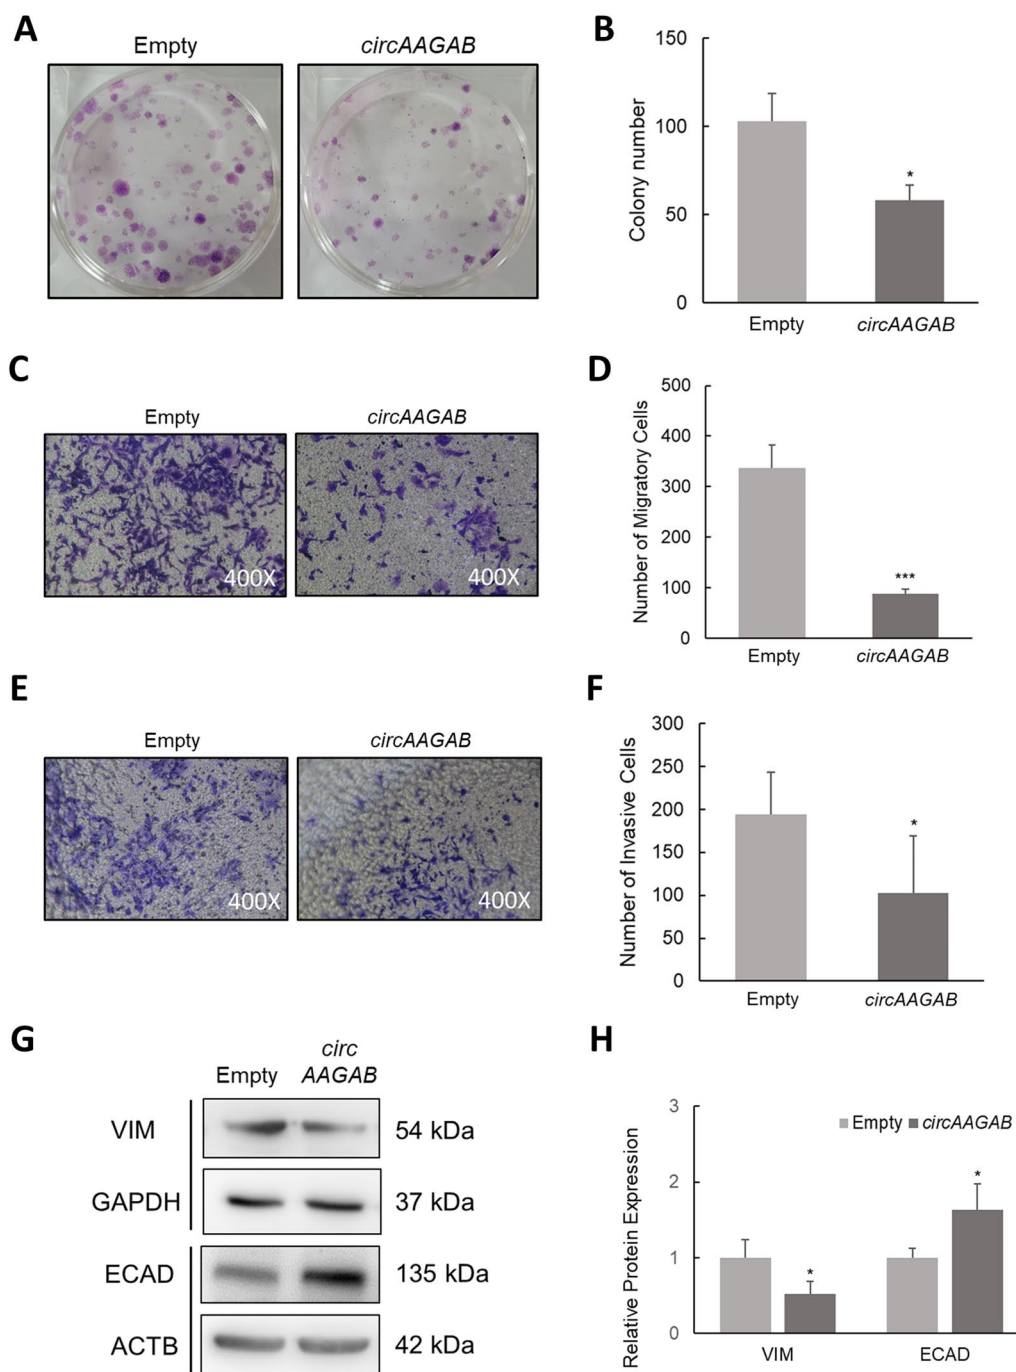 A
Empty
circAAGAB
B
150
100
50
0
Colony number
*
Empty
circAAGAB
C
Empty
circAAGAB
400X
400X
D
500
400
300
200
100
0
Number of Migratory Cells
***
Empty
circAAGAB
E
Empty
circAAGAB
400X
400X
F
300
250
200
150
100
50
0
Number of Invasive Cells
*
Empty
circAAGAB
G
Empty
circ
AAGAB
VIM
54 kDa
GAPDH
37 kDa
ECAD
135 kDa
ACTB
42 kDa
H
3
2
1
0
Relative Protein Expression
Empty
circAAGAB
*
*
VIM
ECAD